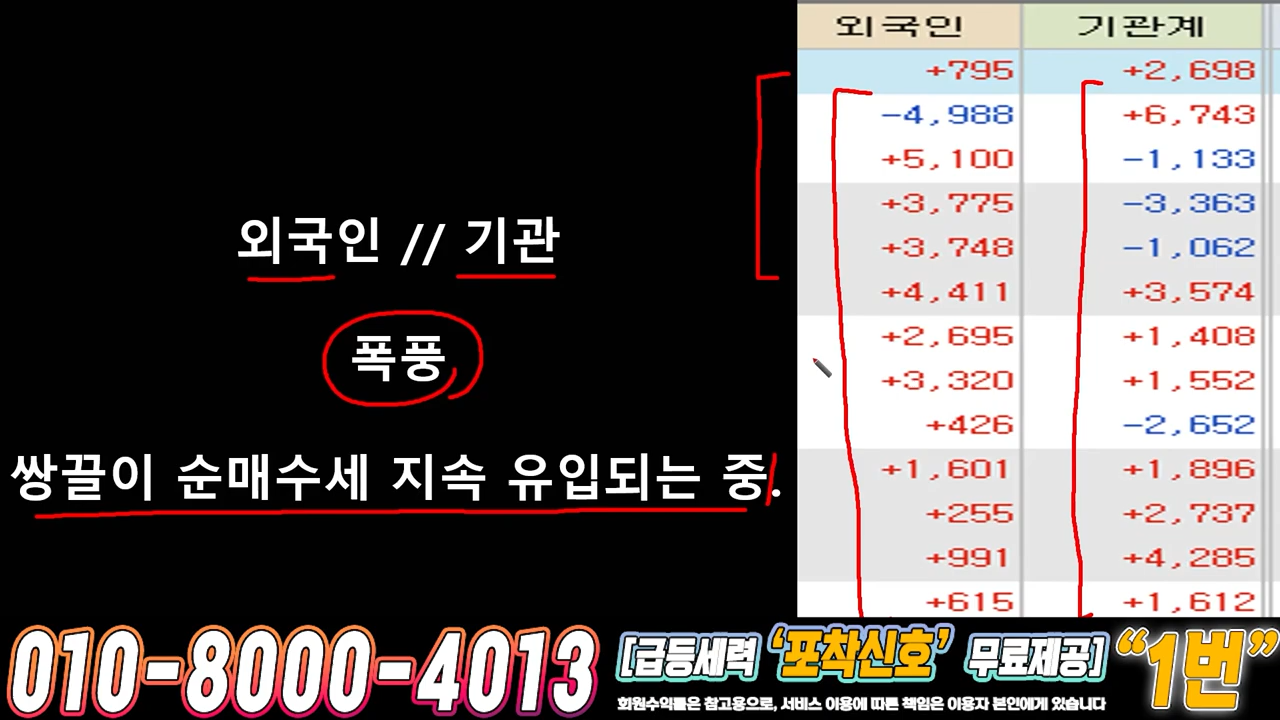 외국인 // 기관
폭풍
쌍끌이 순매수세 지속 유입되는 중.
외국인 기관계
+795 +2,698
-4,988 +6,743
+5,100 -1,133
+3,775 -3,363
+3,748 -1,062
+4,411 +3,574
+2,695 +1,408
+3,320 +1,552
+426 -2,652
+1,601 +1,896
+255 +2,737
+991 +4,285
+615 +1,612
010-8000-4013 [급등세력 '포착신호' 무료제공] "1번"
회원수익률은 참고용으로, 서비스 이용에 따른 책임은 이용자 본인에게 있습니다